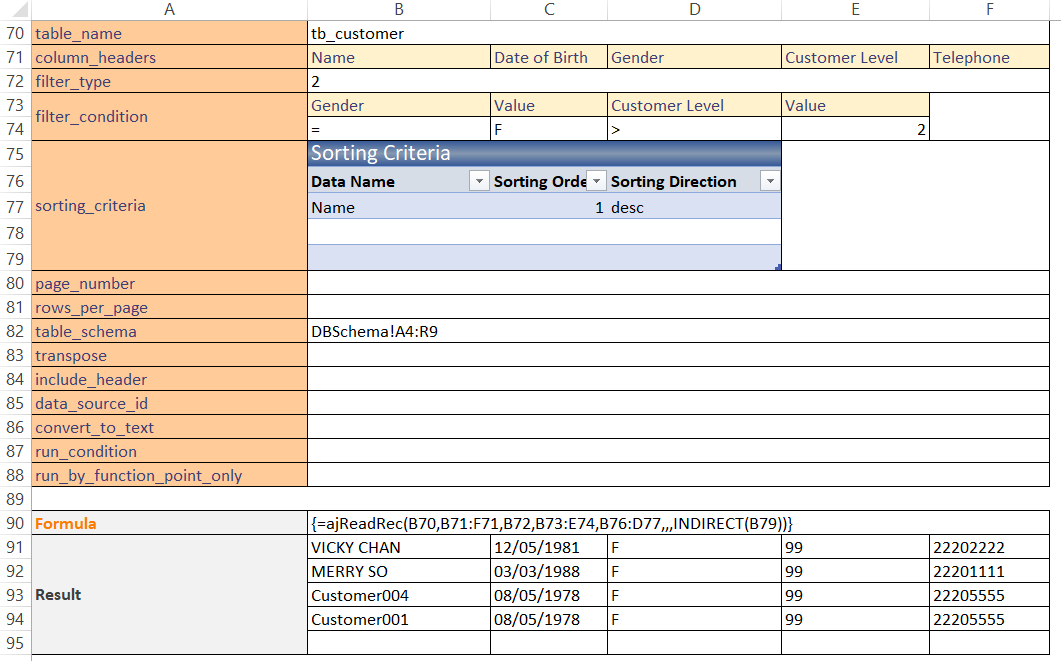 A B C D E F
70 table_name tb_customer
71 column_headers Name Date of Birth Gender Customer Level Telephone
72 filter_type 2
73 Gender Value Customer Level Value
filter_condition
74 = F > 2
75 Sorting Criteria
76 Data Name Sorting Orde Sorting Direction
77 sorting_criteria Name 1 desc
78
79
80 page_number
81 rows_per_page
82 table_schema DBSchema!A4:R9
83 transpose
84 include_header
85 data_source_id
86 convert_to_text
87 run_condition
88 run_by_function_point_only
89
90 Formula {=ajReadRec(B70,B71:F71,B72,B73:E74,B76:D77,,,INDIRECT(B79))}
91 VICKY CHAN 12/05/1981 F 99 22202222
92 MERRY SO 03/03/1988 F 99 22201111
93 Result Customer004 08/05/1978 F 99 22205555
94 Customer001 08/05/1978 F 99 22205555
95